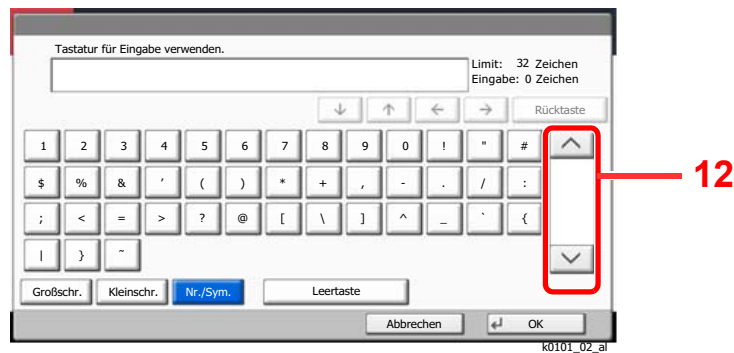 Tastatur für Eingabe verwenden.
Limit: 32 Zeichen
Eingabe: 0 Zeichen
↓ ↑ ← → Rücktaste
1 2 3 4 5 6 7 8 9 0 ! " #
$ % & ' ( ) * + , - . / :
; < = > ? @ [ \ ] ^ _ ` {
| } ~
12
Großschr. Kleinschr. Nr./Sym. Leertaste
Abbrechen OK
k0101_02_al